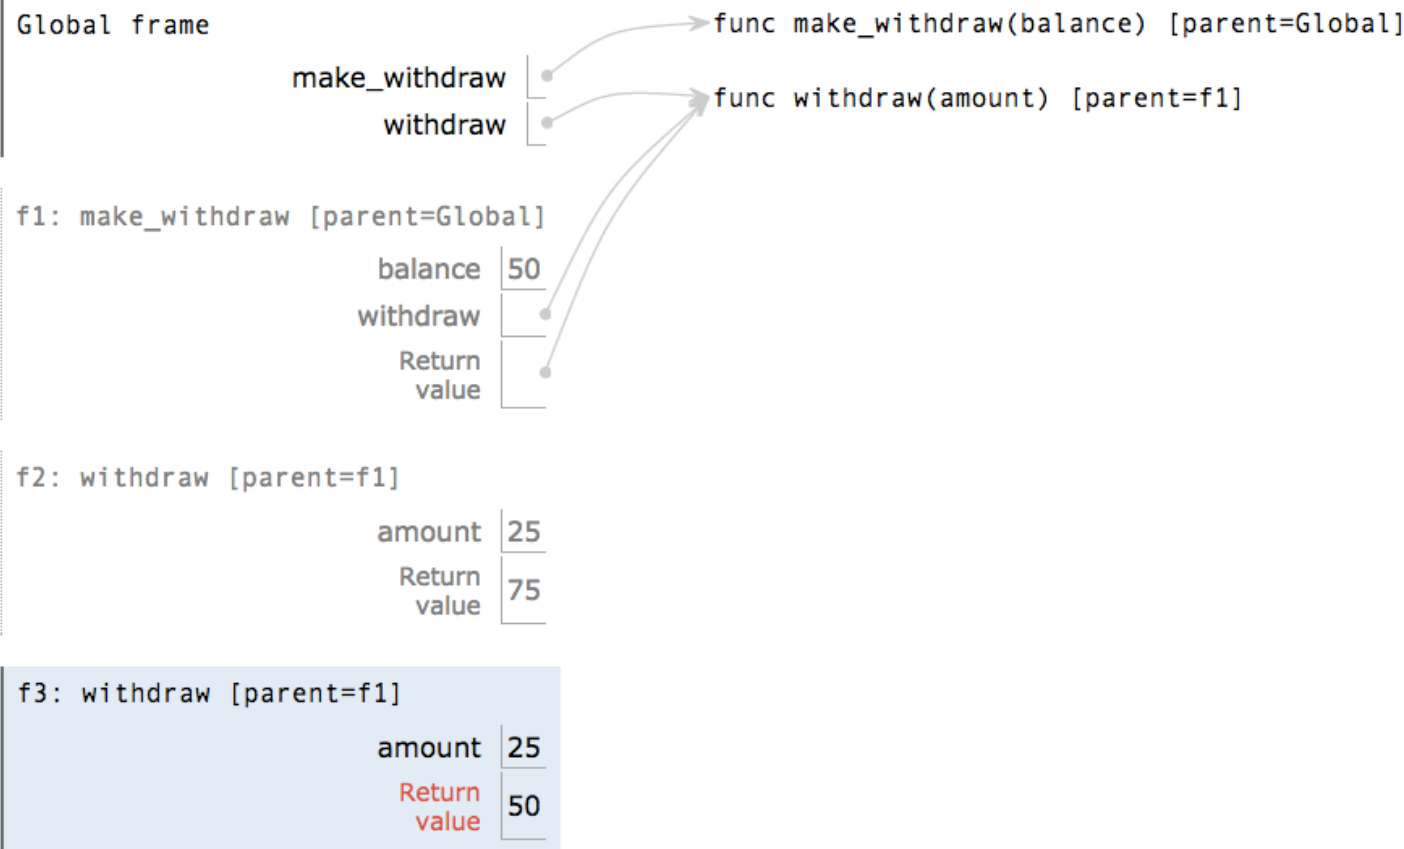 Global frame
func make_withdraw(balance) [parent=Global]
make_withdraw
func withdraw(amount) [parent=f1]
withdraw
f1: make_withdraw [parent=Global]
balance 50
withdraw
Return
value
f2: withdraw [parent=f1]
amount 25
Return
value 75
f3: withdraw [parent=f1]
amount 25
Return
value 50